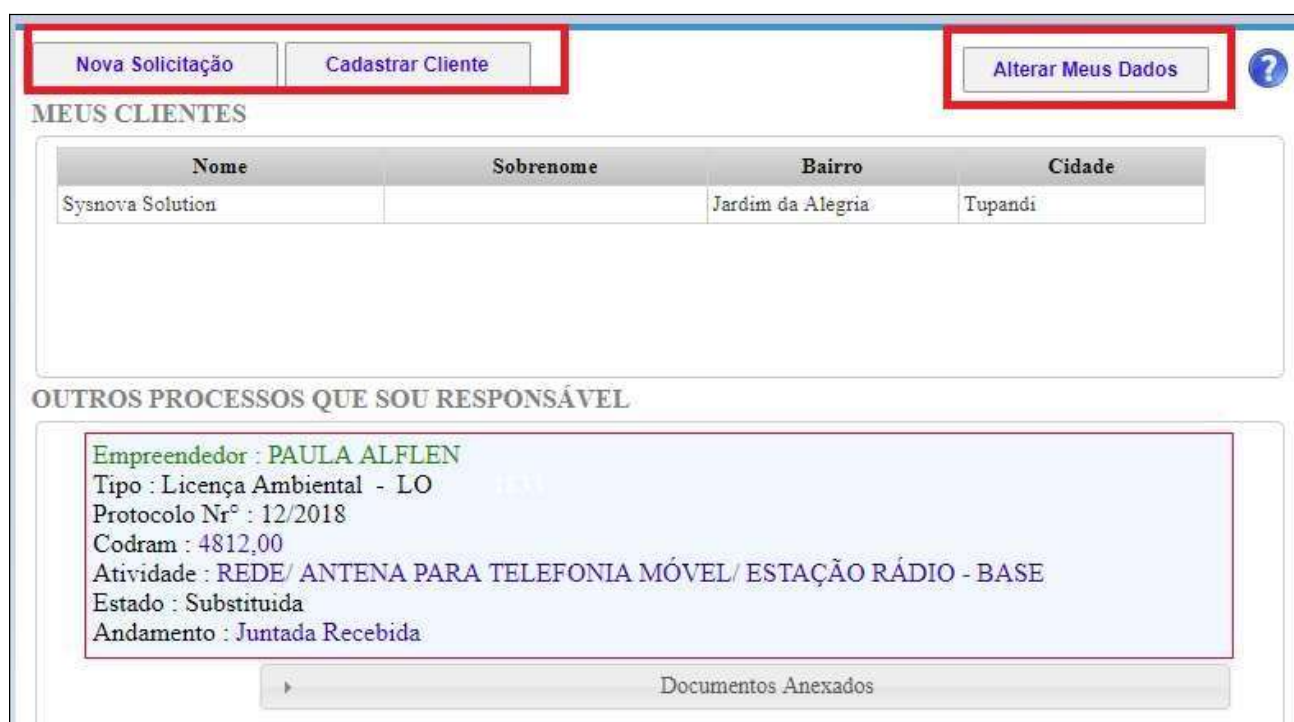 Nova Solicitação Cadastrar Cliente Alterar Meus Dados ?
MEUS CLIENTES
Nome Sobrenome Bairro Cidade
Sysnova Solution Jardim da Alegria Tupandi
OUTROS PROCESSOS QUE SOU RESPONSÁVEL
Empreendedor : PAULA ALFLEN
Tipo : Licença Ambiental - LO
Protocolo Nr° : 12/2018
Codram : 4812,00
Atividade : REDE/ ANTENA PARA TELEFONIA MÓVEL/ ESTAÇÃO RÁDIO - BASE
Estado : Substituida
Andamento : Juntada Recebida
Documentos Anexados